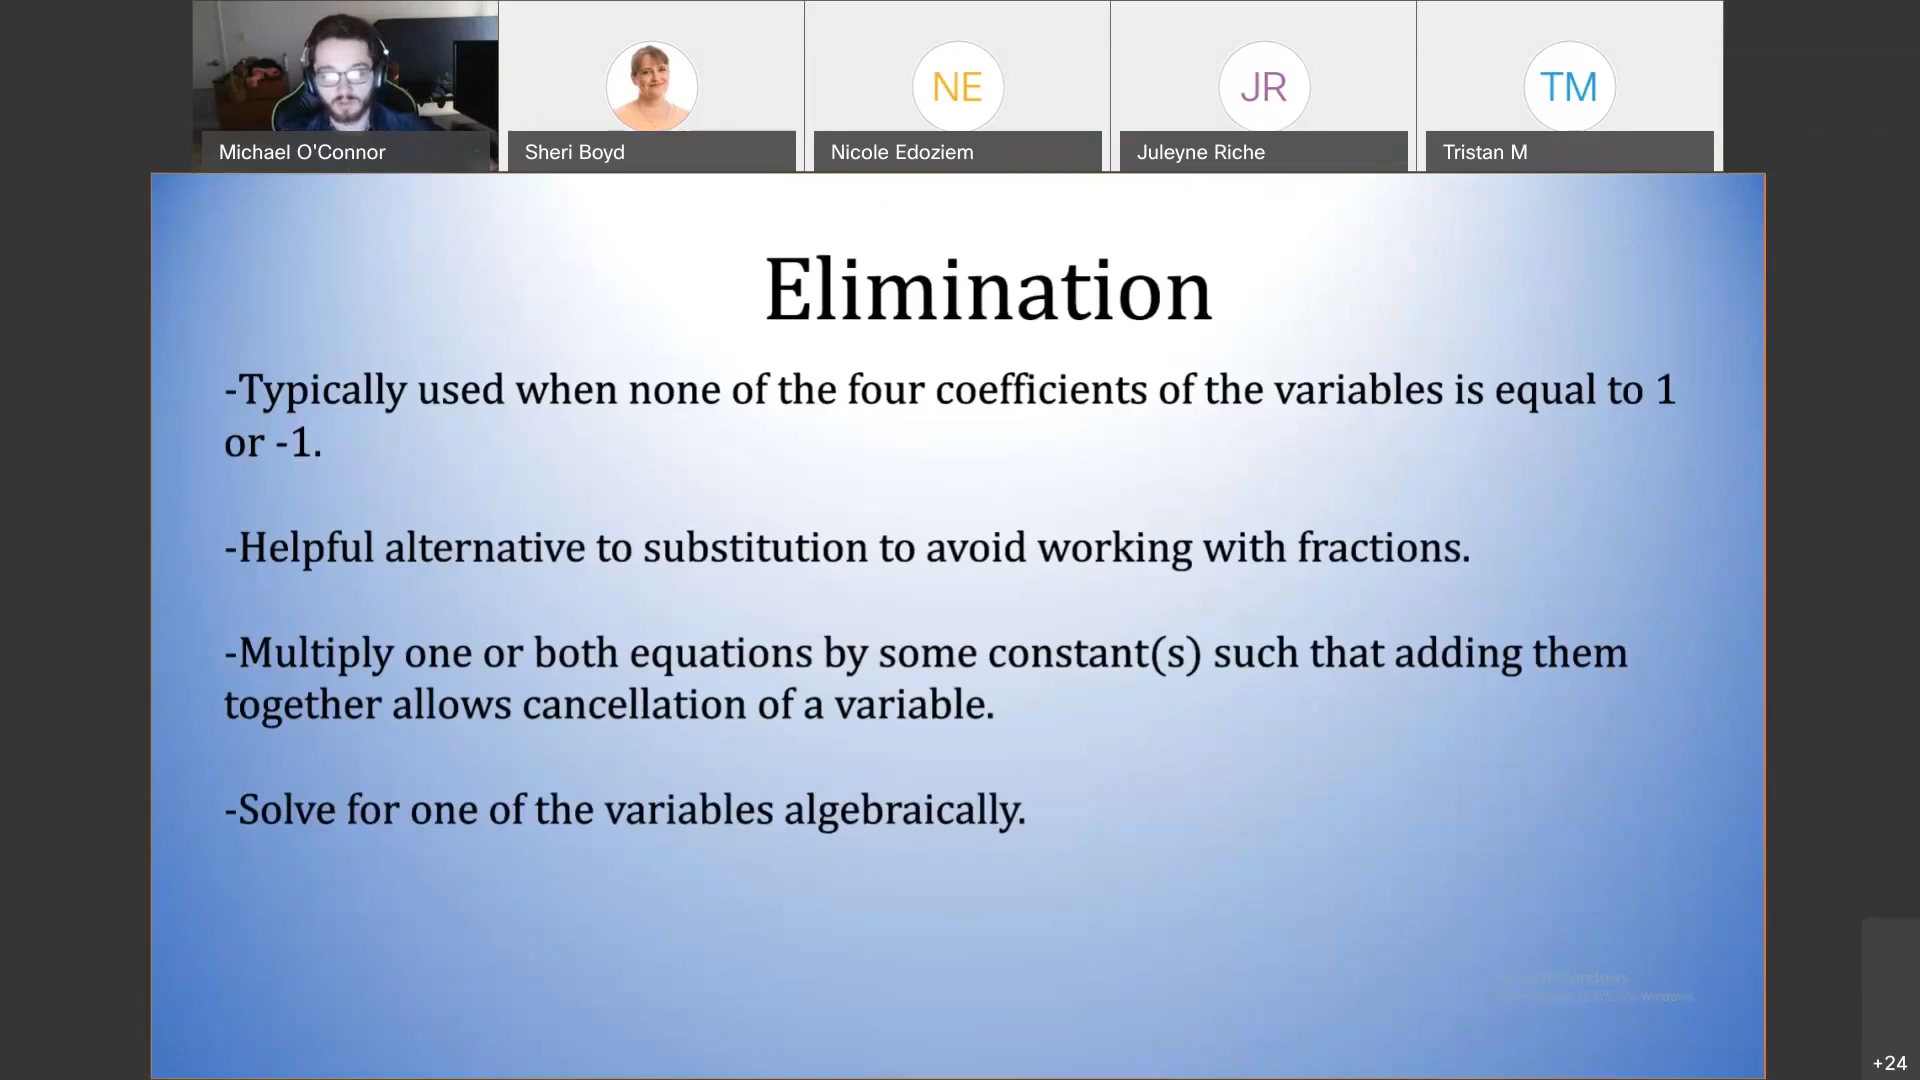 NE
JR
TM
Michael O'Connor
Sheri Boyd
Nicole Edoziem
Juleyne Riche
Tristan M
Elimination
-Typically used when none of the four coefficients of the variables is equal to 1
or -1.
-Helpful alternative to substitution to avoid working with fractions.
-Multiply one or both equations by some constant(s) such that adding them
together allows cancellation of a variable.
-Solve for one of the variables algebraically.
Windows
Windows
+24